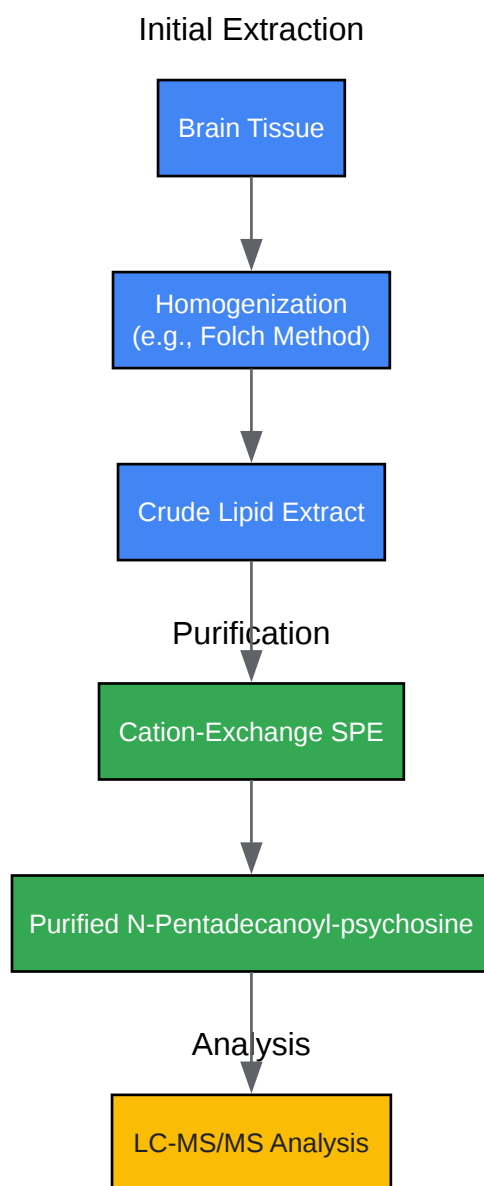 Initial Extraction
Brain Tissue
Homogenization
(e.g., Folch Method)
Crude Lipid Extract
Purification
Cation-Exchange SPE
Purified N-Pentadecanoyl-psychosine
Analysis
LC-MS/MS Analysis